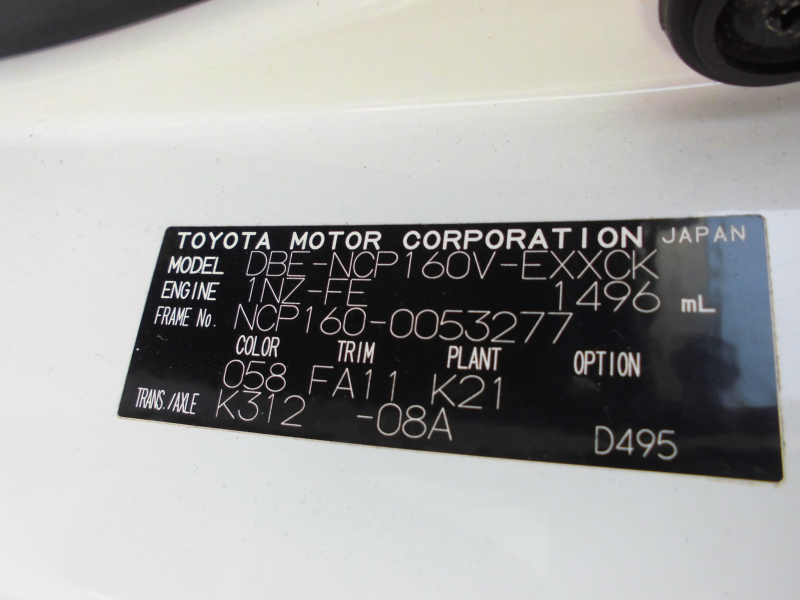 TOYOTA MOTOR CORPORATION JAPAN
MODEL DBE-NCP160V-EXXCK
ENGINE 1NZ-FE 1496 mL
FRAME No. NCP160-0053277
COLOR TRIM PLANT OPTION
058 FA11 K21
TRANS./AXLE K312 -08A D495